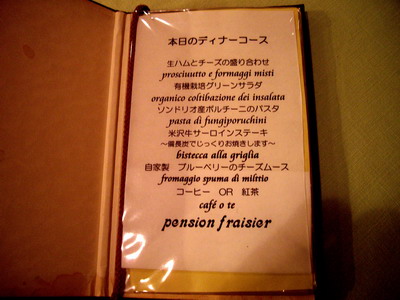 本日のディナーコース
生ハムとチーズの盛り合わせ
prosciuutto e formaggi misti
有機栽培グリーンサラダ
organico coltibazione dei insalata
ソンドリオ産ポルチーニのパスタ
pasta di fungiporuchini
米沢牛サーロインステーキ
～備長炭でじっくりお焼きします～
bistecca alla griglia
自家製　ブルーベリーのチーズムース
fromaggio spuma di militio
コーヒー　OR　紅茶
café o te
pension fraisier